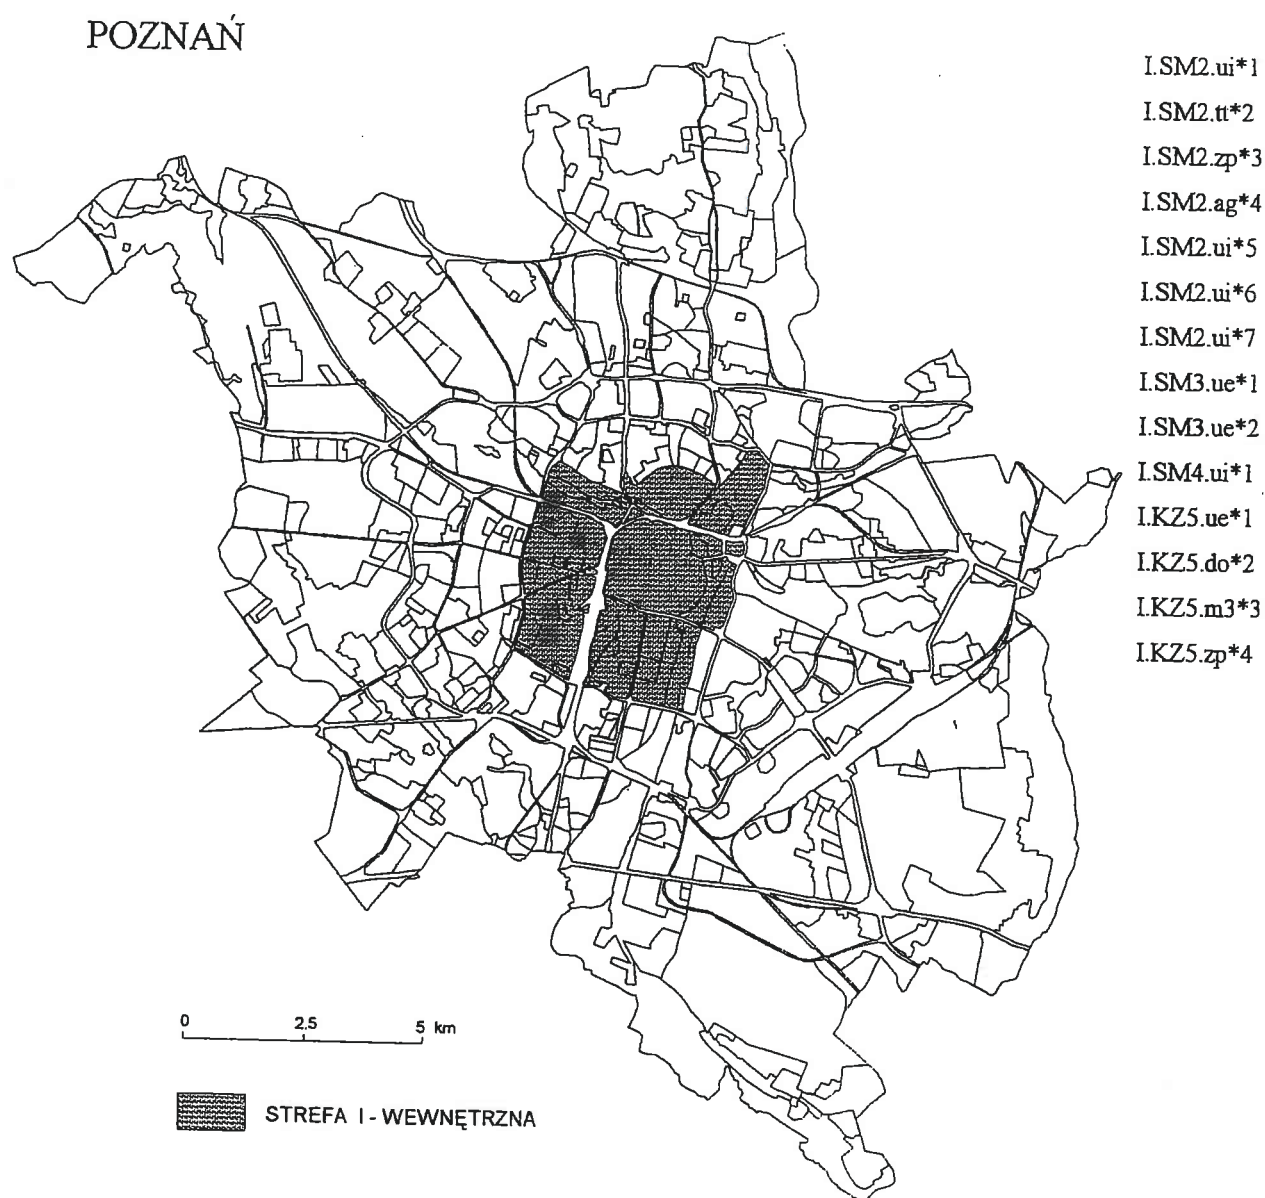 POZNAŃ
I.SM2.ui*1
I.SM2.tt*2
I.SM2.zp*3
I.SM2.ag*4
I.SM2.ui*5
I.SM2.ui*6
I.SM2.ui*7
I.SM3.ue*1
I.SM3.ue*2
I.SM4.ui*1
I.KZ5.ue*1
I.KZ5.do*2
I.KZ5.m3*3
I.KZ5.zp*4
0 2.5 5 km
STREFA I - WEWNĘTRZNA